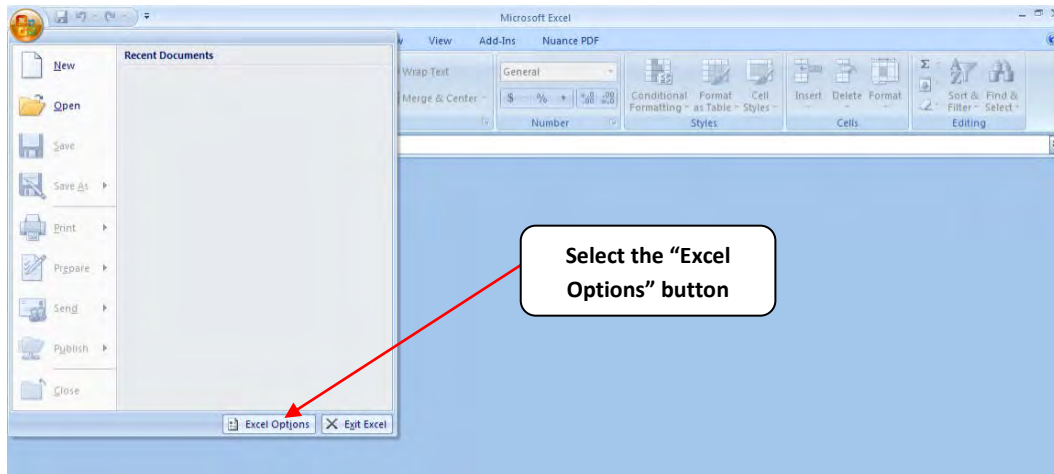 Microsoft Excel
View Add-Ins Nuance PDF
New
Open
Save
Save As
Print
Prepare
Send
Publish
Close
Recent Documents
Excel Options Exit Excel
Wrap Text
Merge & Center
General
$ % ,
Number
Conditional Formatting
Format as Table
Cell Styles
Styles
Insert Delete Format
Cells
Σ
Sort & Filter
Find & Select
Editing
Select the “Excel
Options” button